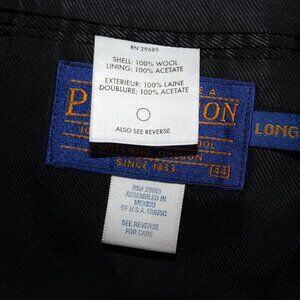 RN 29685
SHELL: 100% WOOL
LINING: 100% ACETATE
EXTERIEUR: 100% LAINE
DOUBLURE: 100% ACETATE
ALSO SEE REVERSE
LONG
SINCE 1863
44
RN# 29685
ASSEMBLED IN
MEXICO
OF U.S.A. FABRIC
SEE REVERSE
FOR CARE